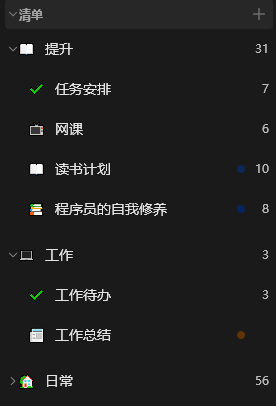 清单
提升 31
任务安排 7
网课 6
读书计划 10
程序员的自我修养 8
工作 3
工作待办 3
工作总结
日常 56